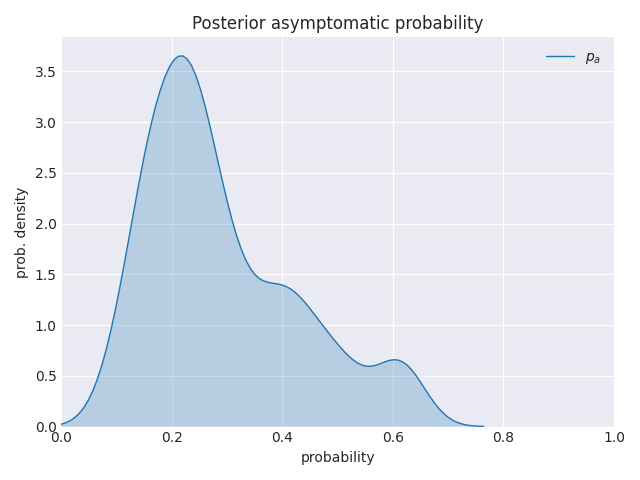 Posterior asymptomatic probability
pₐ
prob. density
3.5
3.0
2.5
2.0
1.5
1.0
0.5
0.0
0.0 0.2 0.4 0.6 0.8 1.0
probability